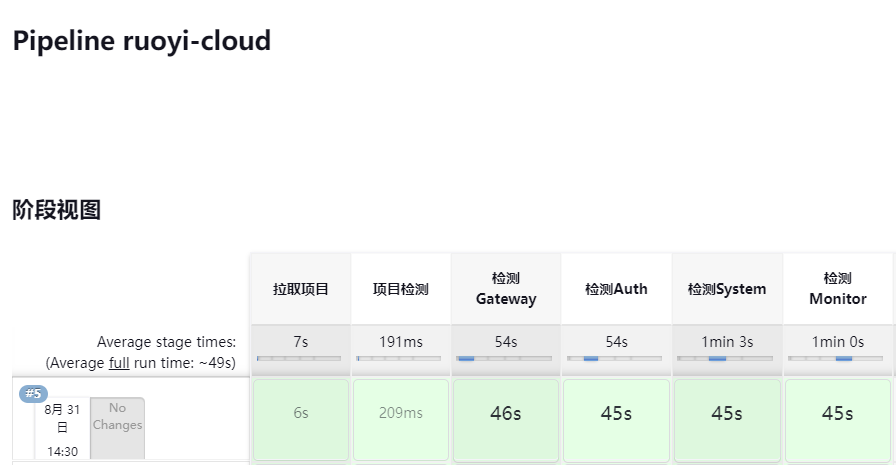 Pipeline ruoyi-cloud
阶段视图
拉取项目
项目检测
检测
Gateway
检测Auth
检测System
检测
Monitor
Average stage times:
(Average full run time: ~49s)
7s
191ms
54s
54s
1min 3s
1min 0s
#5
8月 31
日
14:30
No
Changes
6s
209ms
46s
45s
45s
45s